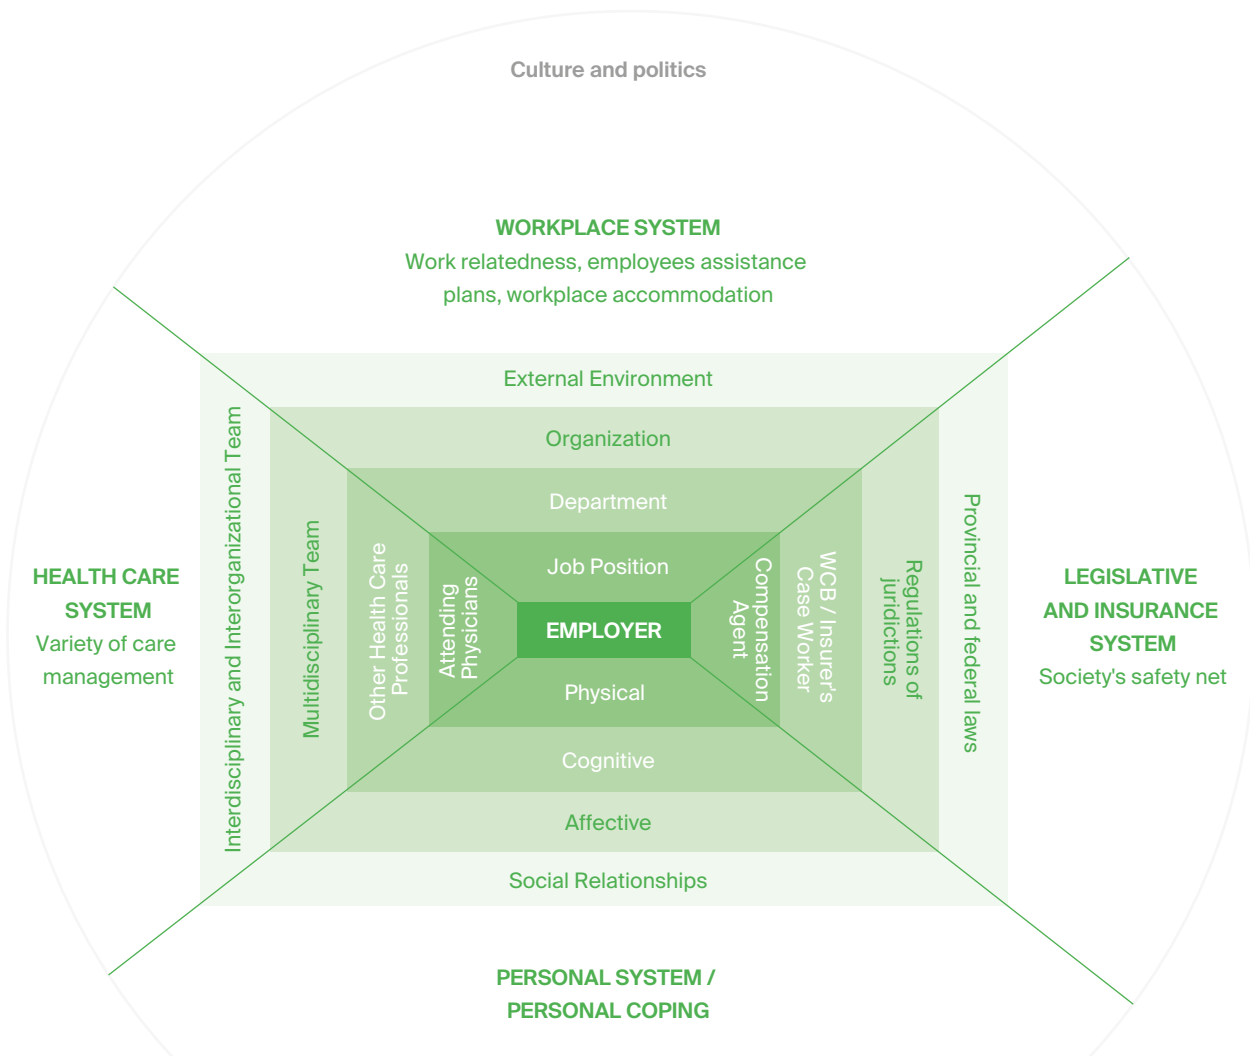 Culture and politics
WORKPLACE SYSTEM
Work relatedness, employees assistance
plans, workplace accommodation
External Environment
Organization
Department
Job Position
EMPLOYER
Physical
Cognitive
Affective
Social Relationships
HEALTH CARE
SYSTEM
Variety of care
management
Interdisciplinary and Interorganizational Team
Multidisciplinary Team
Other Health Care
Professionals
Attending
Physicians
Compensation
Agent
WCB / Insurer's
Case Worker
Regulations of
juridictions
Provincial and federal laws
LEGISLATIVE
AND INSURANCE
SYSTEM
Society's safety net
PERSONAL SYSTEM /
PERSONAL COPING